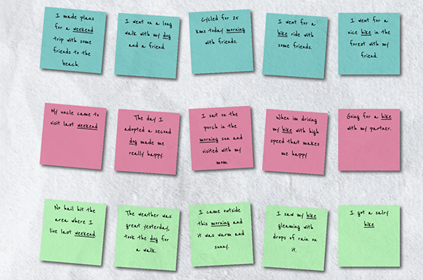 I made plans
for a weekend
trip with some
friends to the
beach
I went on a long
walk with my dog
and a friend
Cycled for 20
kms today morning
with friends.
I went for a
bike ride with
some friends.
I went for a
nice bike in the
forest with my
friend.
My uncle came to
visit last weekend
The day I
adopted a second
dog made me
really happy
I sat on the
porch in the
morning sun and
visited with my
mom
When im driving
my bike with high
speed that makes
me happy
Going for a bike
with my partner.
No hail hit the
area where I
live last weekend
The weather was
great yesterday,
took the dog for
a walk.
I came outside
this morning and
it was warm and
sunny.
I saw my bike
gleaming with
drops of rain on
it.
I got a
bike